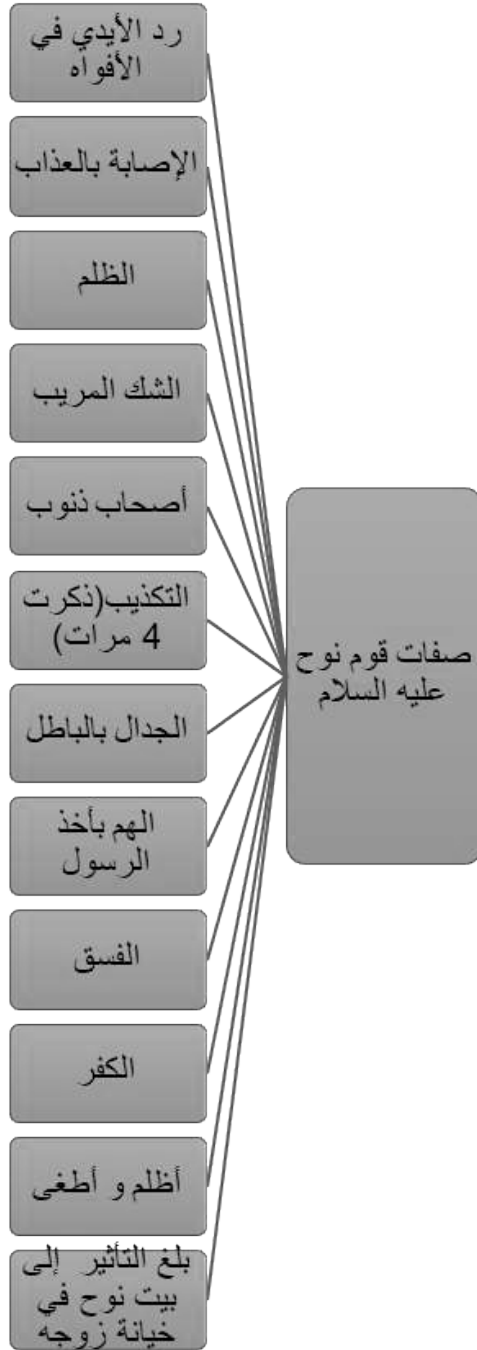 صفات قوم نوح
عليه السلام
رد الأيدي في
الأفواه
الإصابة بالعذاب
الظلم
الشك المريب
أصحاب ذنوب
التكذيب(ذكرت
4 مرات)
الجدال بالباطل
الهم بأخذ
الرسول
الفسق
الكفر
أظلم و أطغى
بلغ التأثير إلى
بيت نوح في
خيانة زوجه